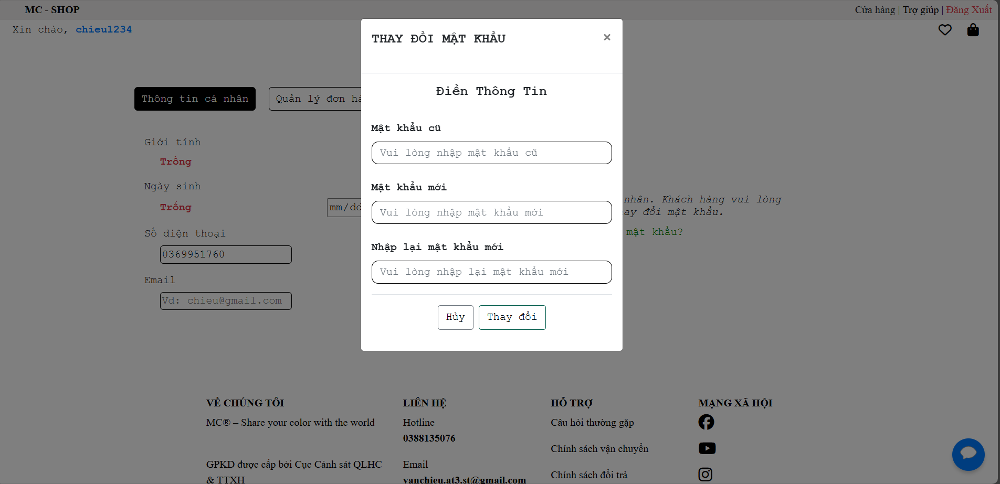 MC - SHOP
Cửa hàng | Trợ giúp | Đăng Xuất
Xin chào, chieu1234
THAY ĐỔI MẬT KHẨU
×
Điền Thông Tin
Mật khẩu cũ
Vui lòng nhập mật khẩu cũ
Mật khẩu mới
Vui lòng nhập mật khẩu mới
Nhập lại mật khẩu mới
Vui lòng nhập lại mật khẩu mới
Hủy
Thay đổi
Thông tin cá nhân
Quản lý đơn
Giới tính
Trống
Ngày sinh
Trống
mm/dd
Số điện thoại
0369951760
Email
Vd: chieu@gmail.com
nhân. Khách hàng vui lòng
đổi mật khẩu.
mật khẩu?
VỀ CHÚNG TÔI
MC® – Share your color with the world
GPKD được cấp bởi Cục Cảnh sát QLHC
& TTXH
LIÊN HỆ
Hotline
0388135076
Email
vanchieu.at3.st@gmail.com
HỖ TRỢ
Câu hỏi thường gặp
Chính sách vận chuyển
Chính sách đổi trả
MẠNG XÃ HỘI